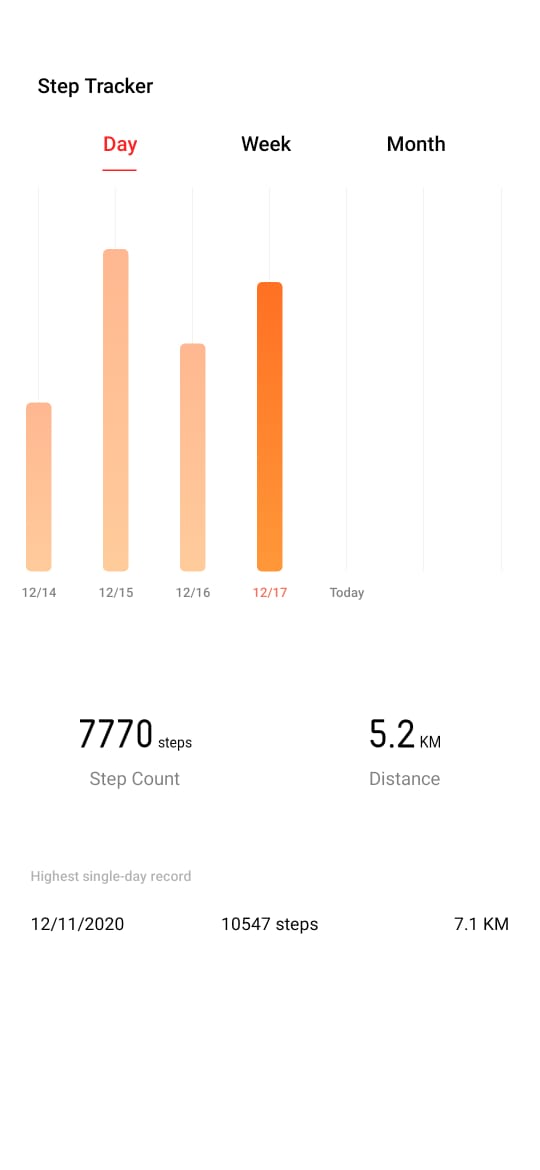 Step Tracker
Day Week Month
12/14 12/15 12/16 12/17 Today
7770 steps 5.2 KM
Step Count Distance
Highest single-day record
12/11/2020 10547 steps 7.1 KM